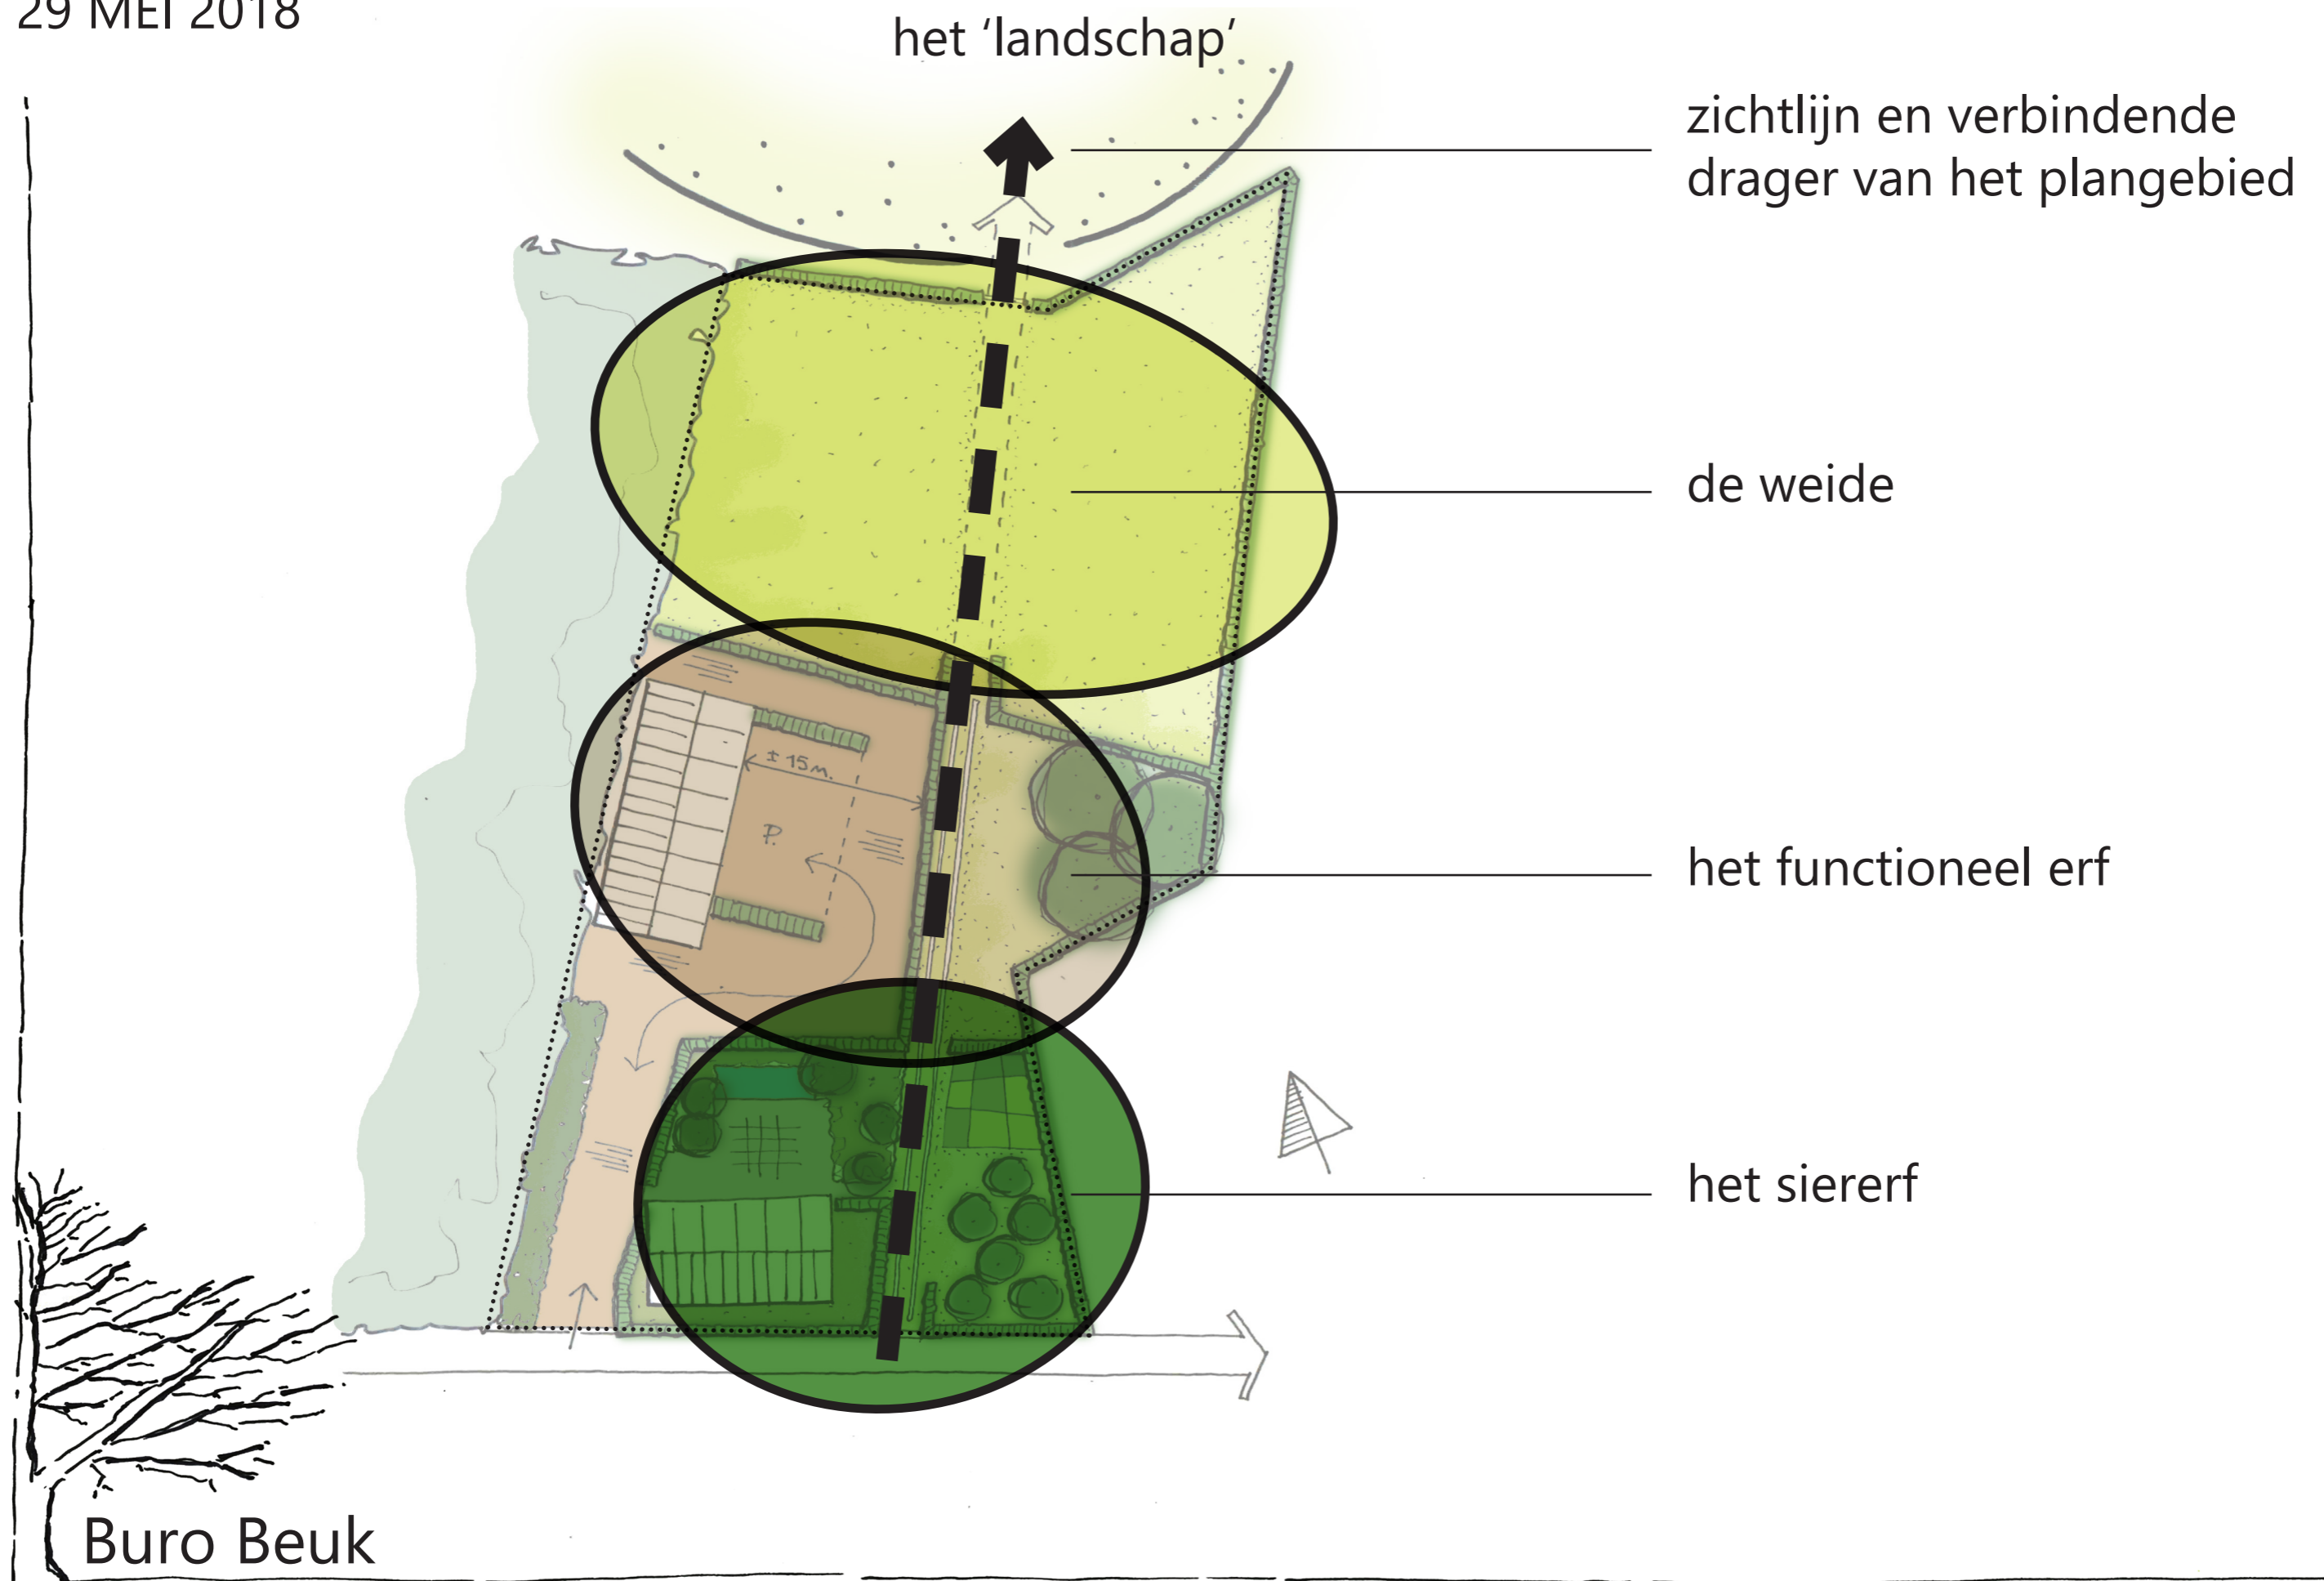 29 MEI 2018
het ‘landschap’
zichtlijn en verbindende
drager van het plangebied
de weide
± 15m.
P.
het functioneel erf
het siererf
Buro Beuk